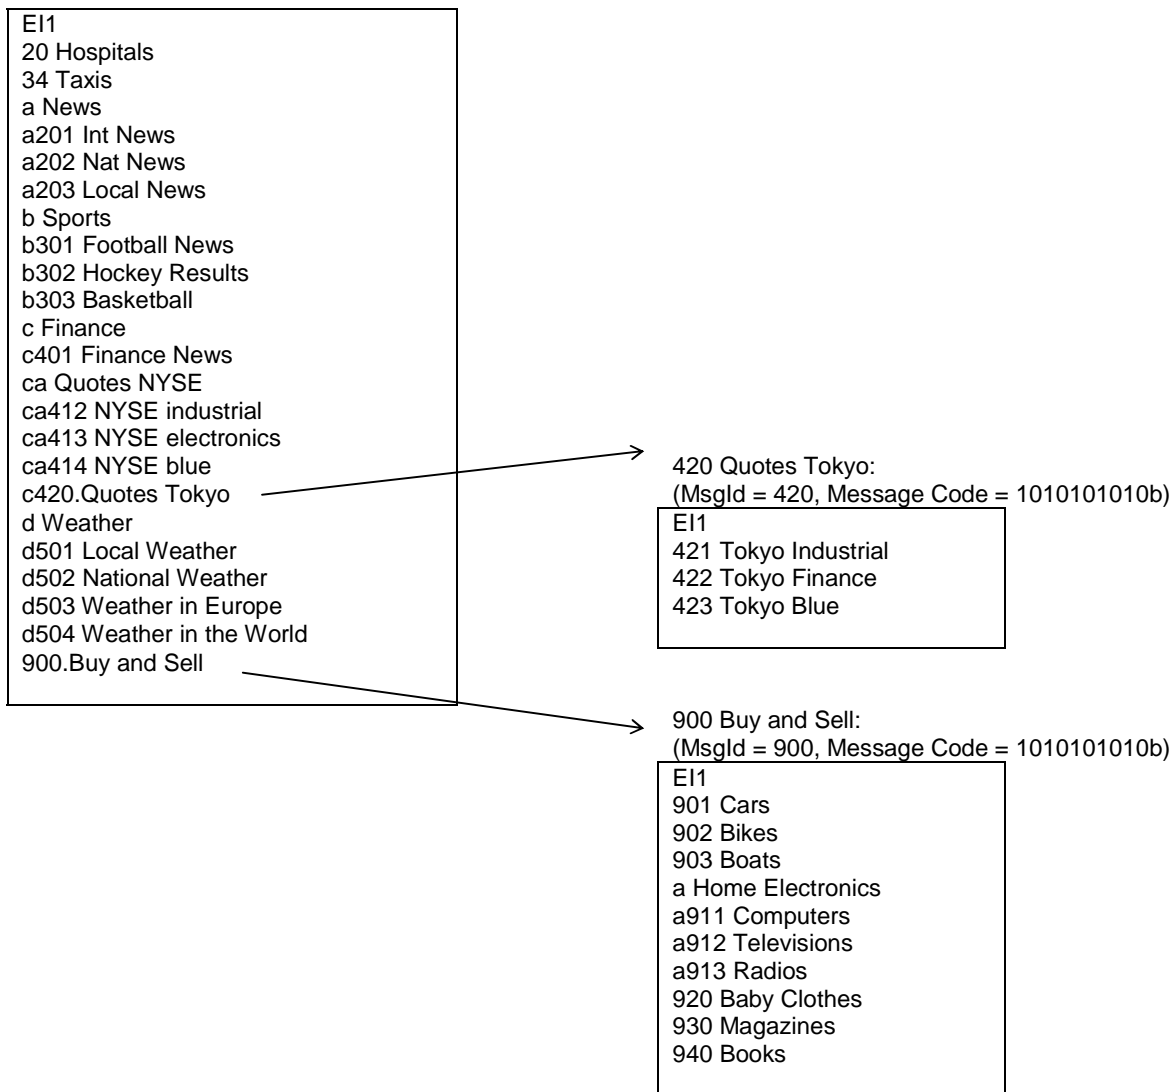 EI1
20 Hospitals
34 Taxis
a News
a201 Int News
a202 Nat News
a203 Local News
b Sports
b301 Football News
b302 Hockey Results
b303 Basketball
c Finance
c401 Finance News
ca Quotes NYSE
ca412 NYSE industrial
ca413 NYSE electronics
ca414 NYSE blue
c420.Quotes Tokyo
d Weather
d501 Local Weather
d502 National Weather
d503 Weather in Europe
d504 Weather in the World
900.Buy and Sell
420 Quotes Tokyo:
(MsgId = 420, Message Code = 1010101010b)
EI1
421 Tokyo Industrial
422 Tokyo Finance
423 Tokyo Blue
900 Buy and Sell:
(MsgId = 900, Message Code = 1010101010b)
EI1
901 Cars
902 Bikes
903 Boats
a Home Electronics
a911 Computers
a912 Televisions
a913 Radios
920 Baby Clothes
930 Magazines
940 Books